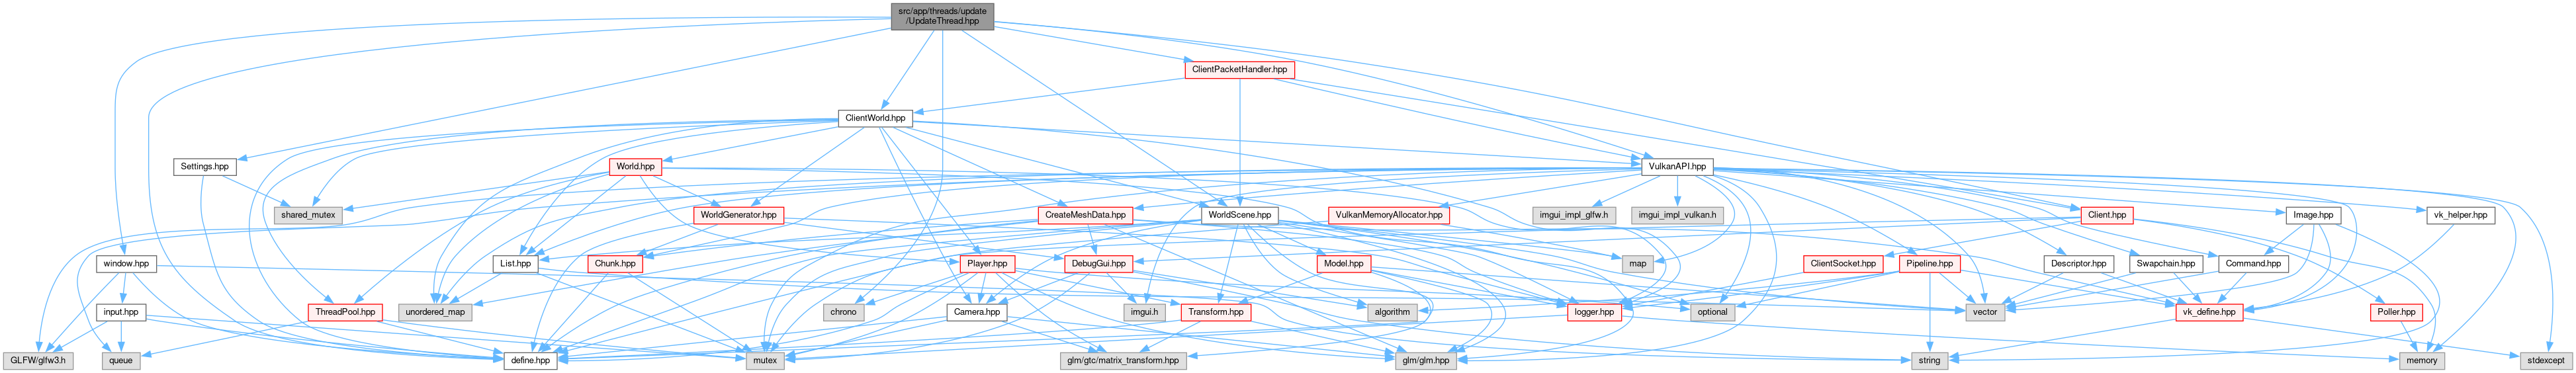 src/app/threads/update
/UpdateThread.hpp
ClientPacketHandler.hpp
ClientWorld.hpp
Settings.hpp
World.hpp
VulkanAPI.hpp
shared_mutex
WorldGenerator.hpp
CreateMeshData.hpp
WorldScene.hpp
VulkanMemoryAllocator.hpp
imgui_impl_glfw.h
imgui_impl_vulkan.h
Client.hpp
Image.hpp
vk_helper.hpp
window.hpp
List.hpp
Chunk.hpp
Player.hpp
DebugGui.hpp
Model.hpp
map
ClientSocket.hpp
Pipeline.hpp
Descriptor.hpp
Swapchain.hpp
Command.hpp
input.hpp
ThreadPool.hpp
unordered_map
chrono
Camera.hpp
imgui.h
Transform.hpp
algorithm
logger.hpp
optional
vector
vk_define.hpp
Poller.hpp
GLFW/glfw3.h
queue
define.hpp
mutex
glm/gtc/matrix_transform.hpp
glm/glm.hpp
string
memory
stdexcept